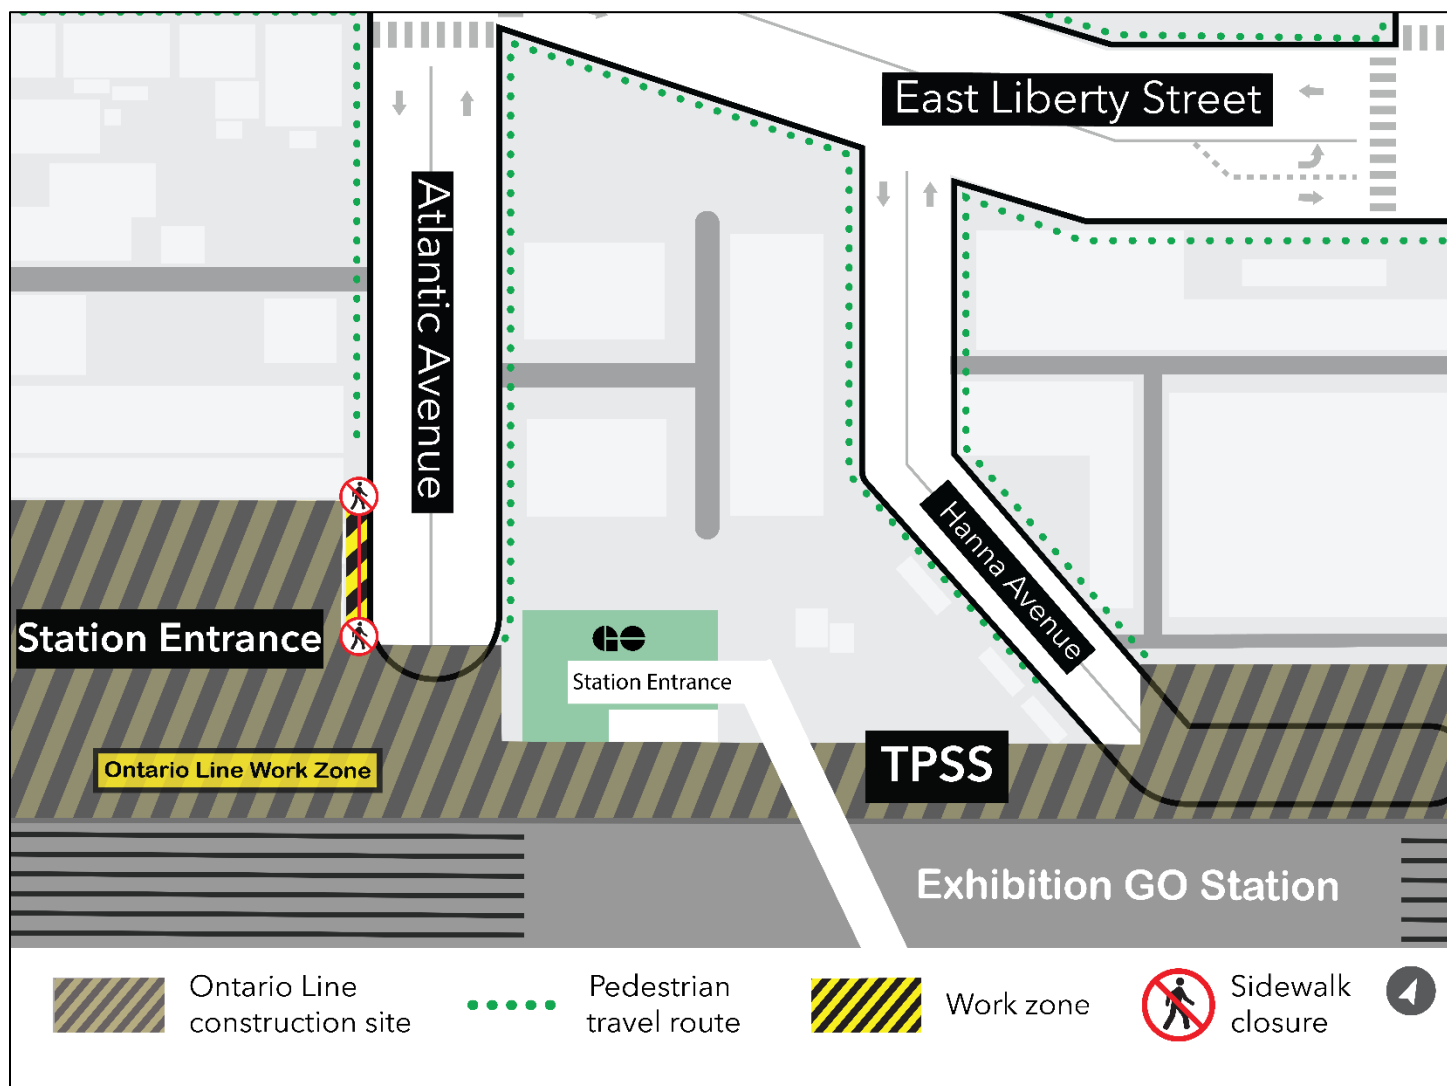 East Liberty Street
Atlantic Avenue
Hanna Avenue
Station Entrance
GO
Station Entrance
Ontario Line Work Zone
TPSS
Exhibition GO Station
Ontario Line
construction site
Pedestrian
travel route
Work zone
Sidewalk
closure